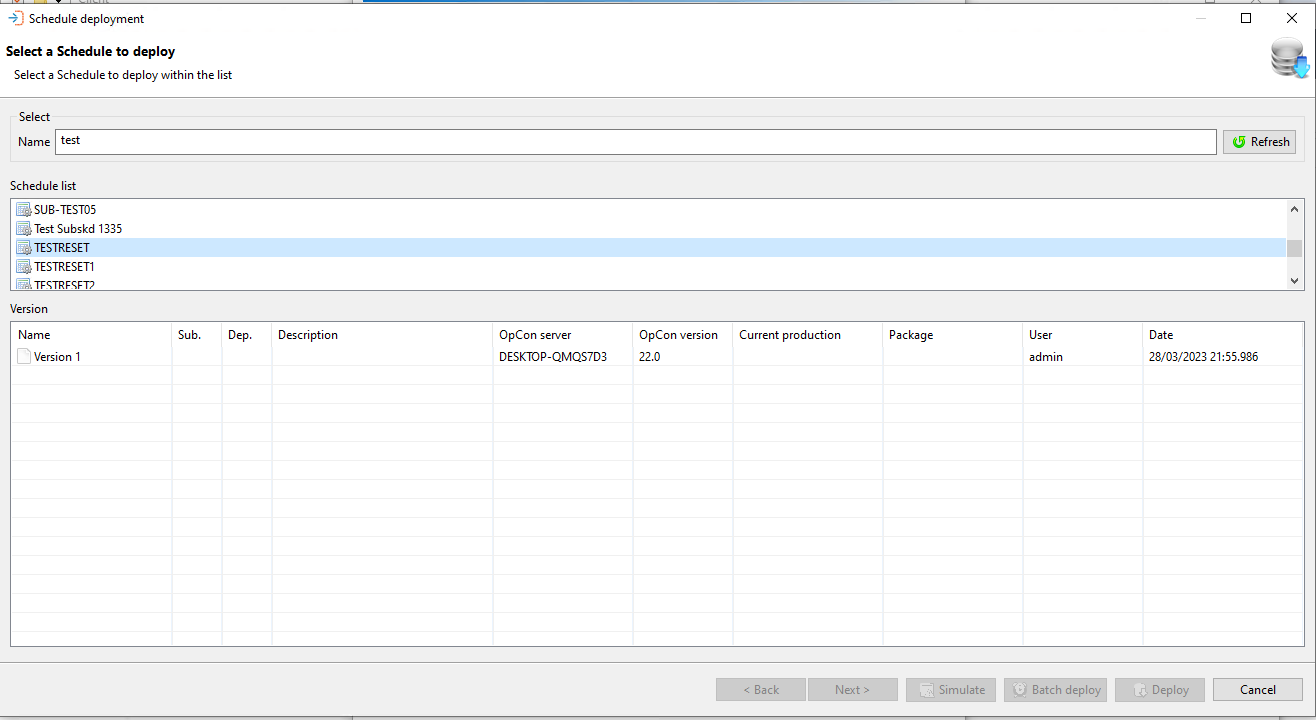 Client
Schedule deployment
Select a Schedule to deploy
Select a Schedule to deploy within the list
Select
Name test Refresh
Schedule list
SUB-TEST05
Test Subskd 1335
TESTRESET
TESTRESET1
TESTRESET2
Version
Name Sub. Dep. Description OpCon server OpCon version Current production Package User Date
Version 1 DESKTOP-QMQS7D3 22.0 admin 28/03/2023 21:55.986
< Back Next > Simulate Batch deploy Deploy Cancel